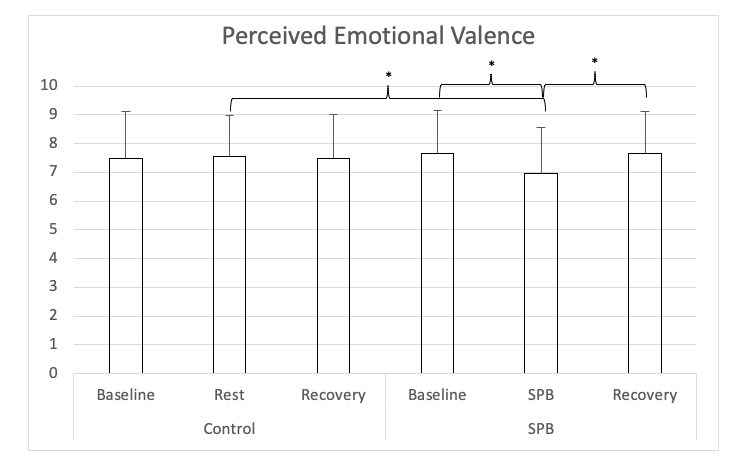 Perceived Emotional Valence
* * *
10
9
8
7
6
5
4
3
2
1
0
Baseline Rest Recovery Baseline SPB Recovery
Control SPB